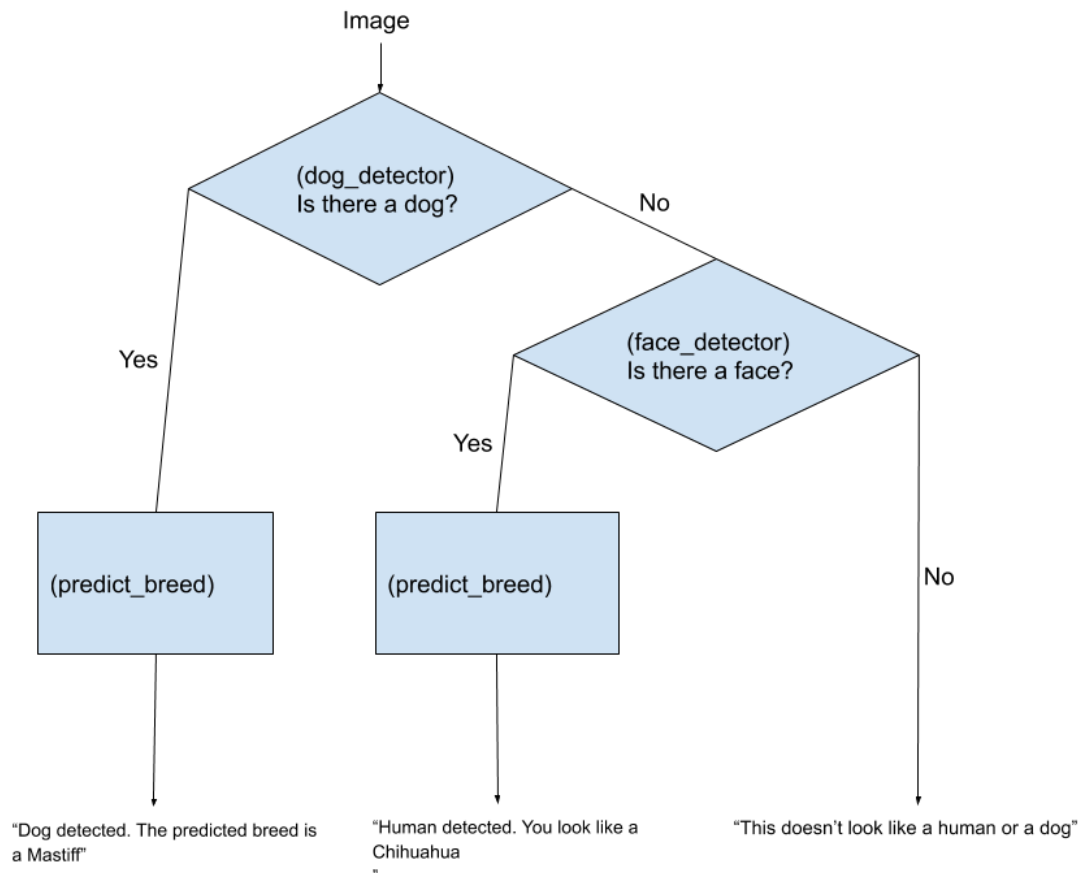 Image
(dog_detector)
Is there a dog?
No
(face_detector)
Is there a face?
Yes
Yes
(predict_breed)
(predict_breed)
No
“Dog detected. The predicted breed is
a Mastiff”
“Human detected. You look like a
Chihuahua
”
“This doesn’t look like a human or a dog”